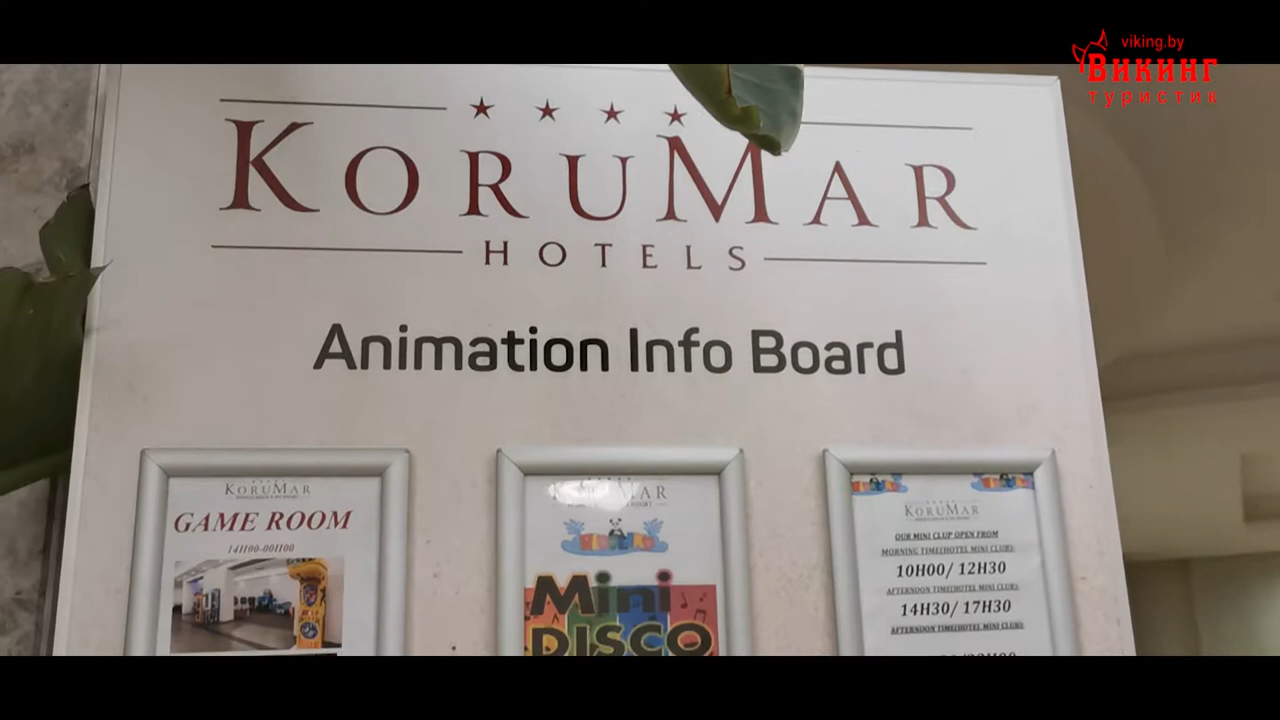 viking.by
Викинг
туристик
KORUMAR
HOTELS
Animation Info Board
KORUMAR
GAME ROOM
14H00-00H00
KORUMAR
Mini
DISCO
KORUMAR
OUR MINI CLUP OPEN FROM
MORNING TIME(HOTEL MINI CLUB):
10H00/ 12H30
AFTERNOON TIME(HOTEL MINI CLUB):
14H30/ 17H30
AFTERNOON TIME(HOTEL MINI CLUB):